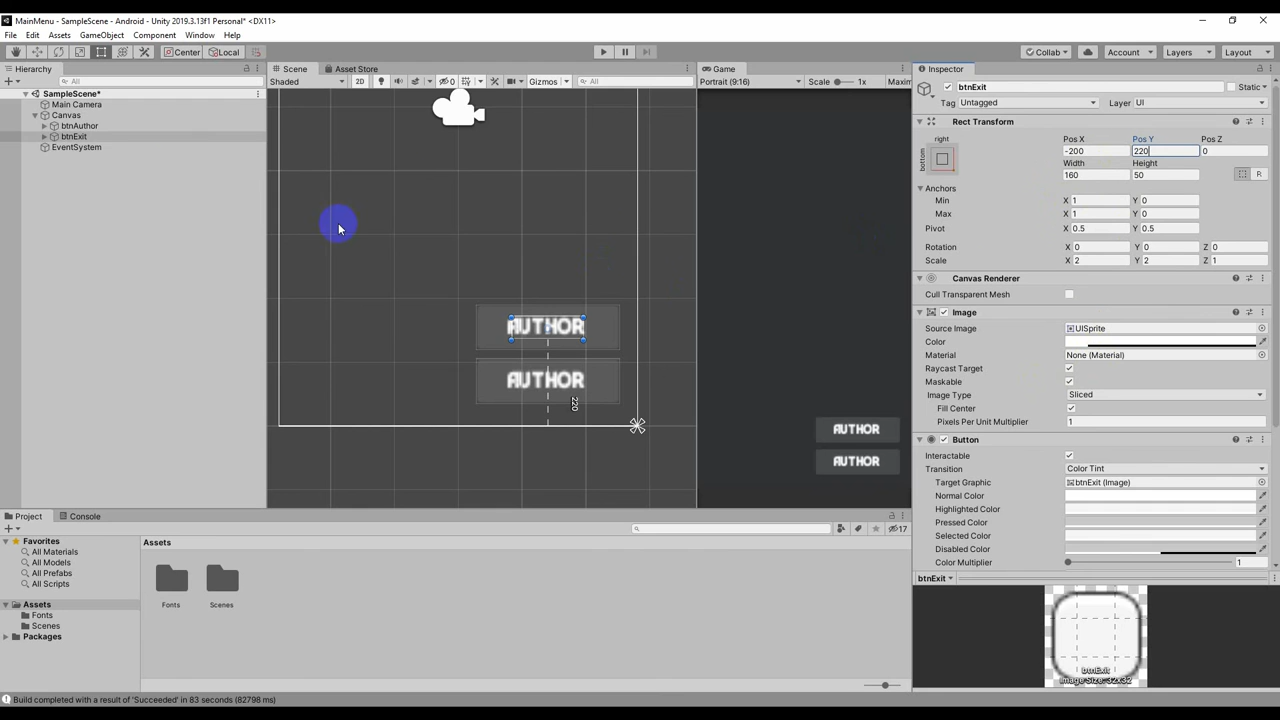 MainMenu - SampleScene - Android - Unity 2019.3.13f1 Personal* <DX11>
File Edit Assets GameObject Component Window Help
Center Local Collab Account Layers Layout
Hierarchy Scene Asset Store Game Inspector
All Shaded 2D 0 Gizmos All Portrait (9:16) Scale 1x Maxim btnExit Static
SampleScene*
Main Camera
Canvas
btnAuthor
btnExit
EventSystem
Tag Untagged Layer UI
Rect Transform
right
bottom
Pos X Pos Y Pos Z
-200 220 0
Width Height
160 50
R
Anchors
Min X 1 Y 0
Max X 1 Y 0
Pivot X 0.5 Y 0.5
Rotation X 0 Y 0 Z 0
Scale X 2 Y 2 Z 1
Canvas Renderer
Cull Transparent Mesh
Image
Source Image UISprite
Color
Material None (Material)
Raycast Target
Maskable
Image Type Sliced
Fill Center
Pixels Per Unit Multiplier 1
Button
Interactable
Transition Color Tint
Target Graphic btnExit (Image)
Normal Color
Highlighted Color
Pressed Color
Selected Color
Disabled Color
Color Multiplier 1
AUTHOR
AUTHOR
220
AUTHOR
AUTHOR
Project Console
17
Favorites
All Materials
All Models
All Prefabs
All Scripts
Assets
Fonts
Scenes
Packages
Assets
Fonts Scenes
btnExit
btnExit
Image Size: 32x32
Build completed with a result of 'Succeeded' in 83 seconds (82798 ms)